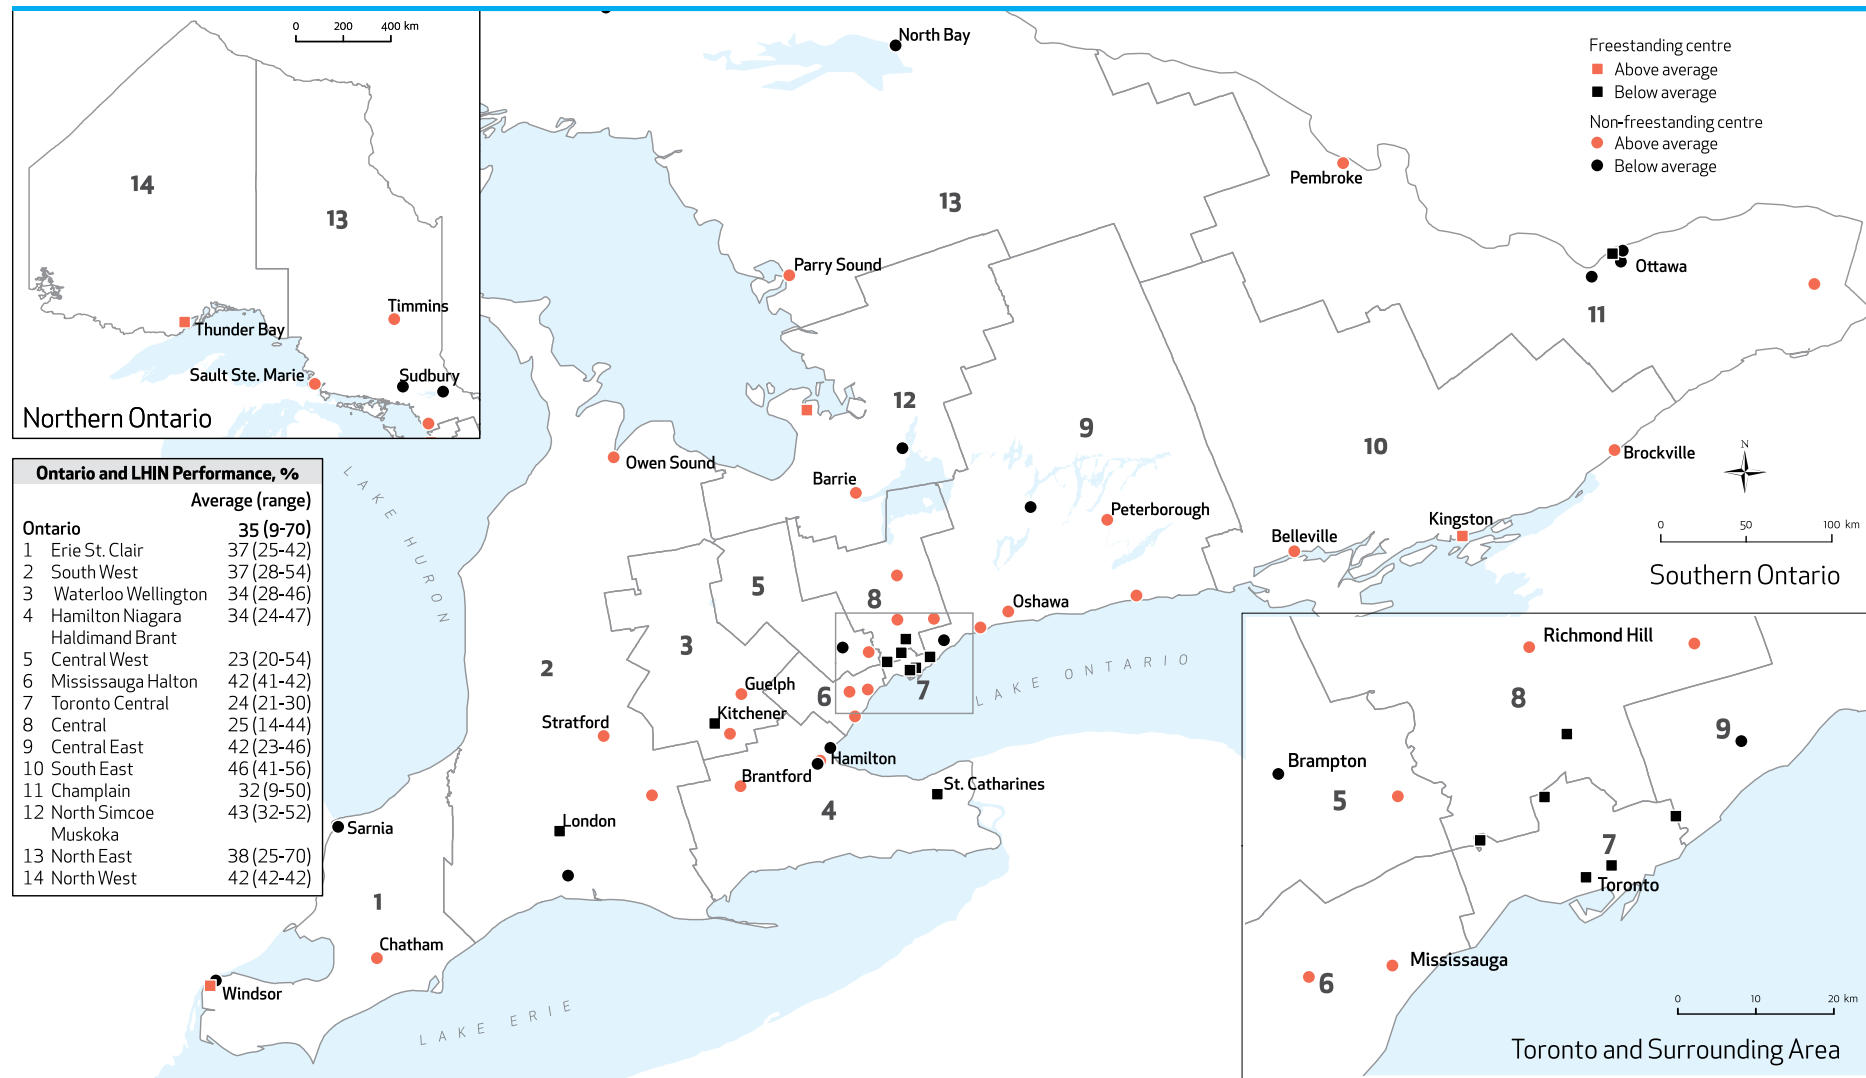 0 200 400 km
14
13
Timmins
Thunder Bay
Sault Ste. Marie
Sudbury
Northern Ontario
Ontario and LHIN Performance, %
Average (range)
Ontario 35 (9-70)
1 Erie St. Clair 37 (25-42)
2 South West 37 (28-54)
3 Waterloo Wellington 34 (28-46)
4 Hamilton Niagara 34 (24-47)
Haldimand Brant
5 Central West 23 (20-54)
6 Mississauga Halton 42 (41-42)
7 Toronto Central 24 (21-30)
8 Central 25 (14-44)
9 Central East 42 (23-46)
10 South East 46 (41-56)
11 Champlain 32 (9-50)
12 North Simcoe 43 (32-52)
Muskoka
13 North East 38 (25-70)
14 North West 42 (42-42)
Freestanding centre
Above average
Below average
Non-freestanding centre
Above average
Below average
North Bay
Pembroke
13
Parry Sound
Ottawa
11
12
9
10
Owen Sound
Barrie
Peterborough
Brockville
Kingston
Belleville
N
0 50 100 km
Southern Ontario
LAKE HURON
5
8
Oshawa
3
2
Guelph
6
7
LAKE ONTARIO
Kitchener
Stratford
Hamilton
Brantford
St. Catharines
4
London
Sarnia
1
Chatham
Windsor
LAKE ERIE
Richmond Hill
8
9
Brampton
5
7
Toronto
Mississauga
6
0 10 20 km
Toronto and Surrounding Area